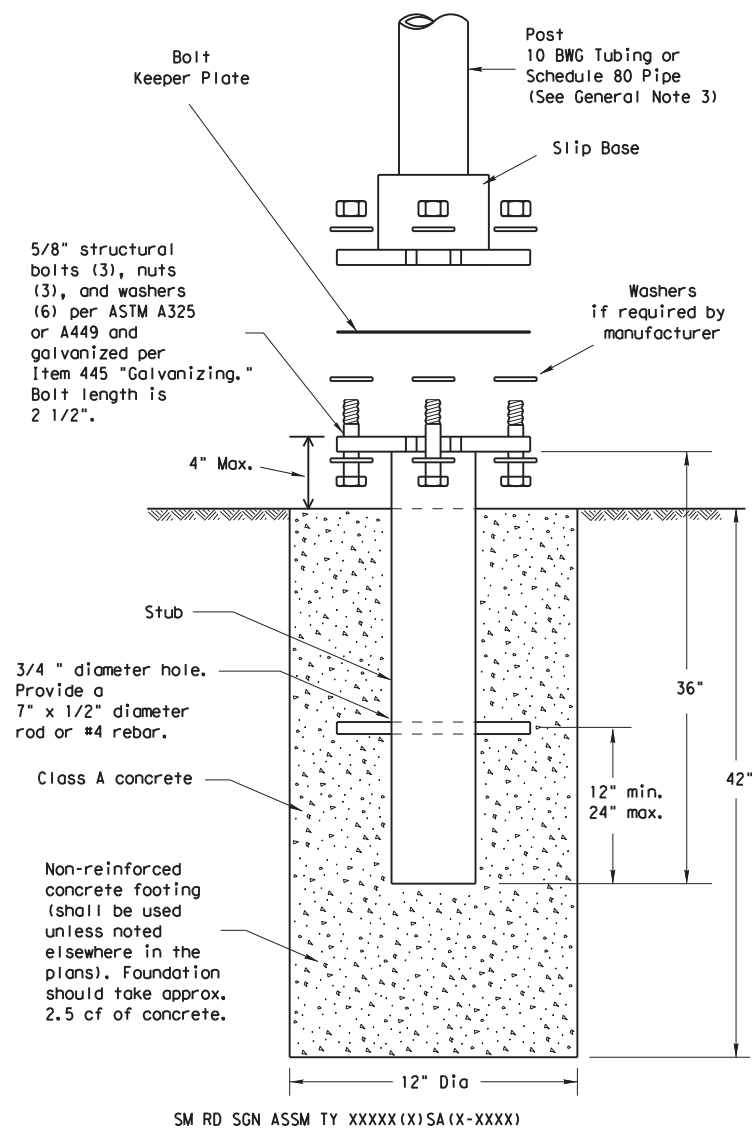 Bolt
Keeper Plate
Post
10 BWG Tubing or
Schedule 80 Pipe
(See General Note 3)
Slip Base
5/8" structural
bolts (3), nuts
(3), and washers
(6) per ASTM A325
or A449 and
galvanized per
Item 445 "Galvanizing."
Bolt length is
2 1/2".
Washers
if required by
manufacturer
4" Max.
Stub
3/4 " diameter hole.
Provide a
7" x 1/2" diameter
rod or #4 rebar.
36"
Class A concrete
12" min.
24" max.
42"
Non-reinforced
concrete footing
(shall be used
unless noted
elsewhere in the
plans). Foundation
should take approx.
2.5 cf of concrete.
12" Dia
SM RD SGN ASSM TY XXXXX(X)SA(X-XXXX)